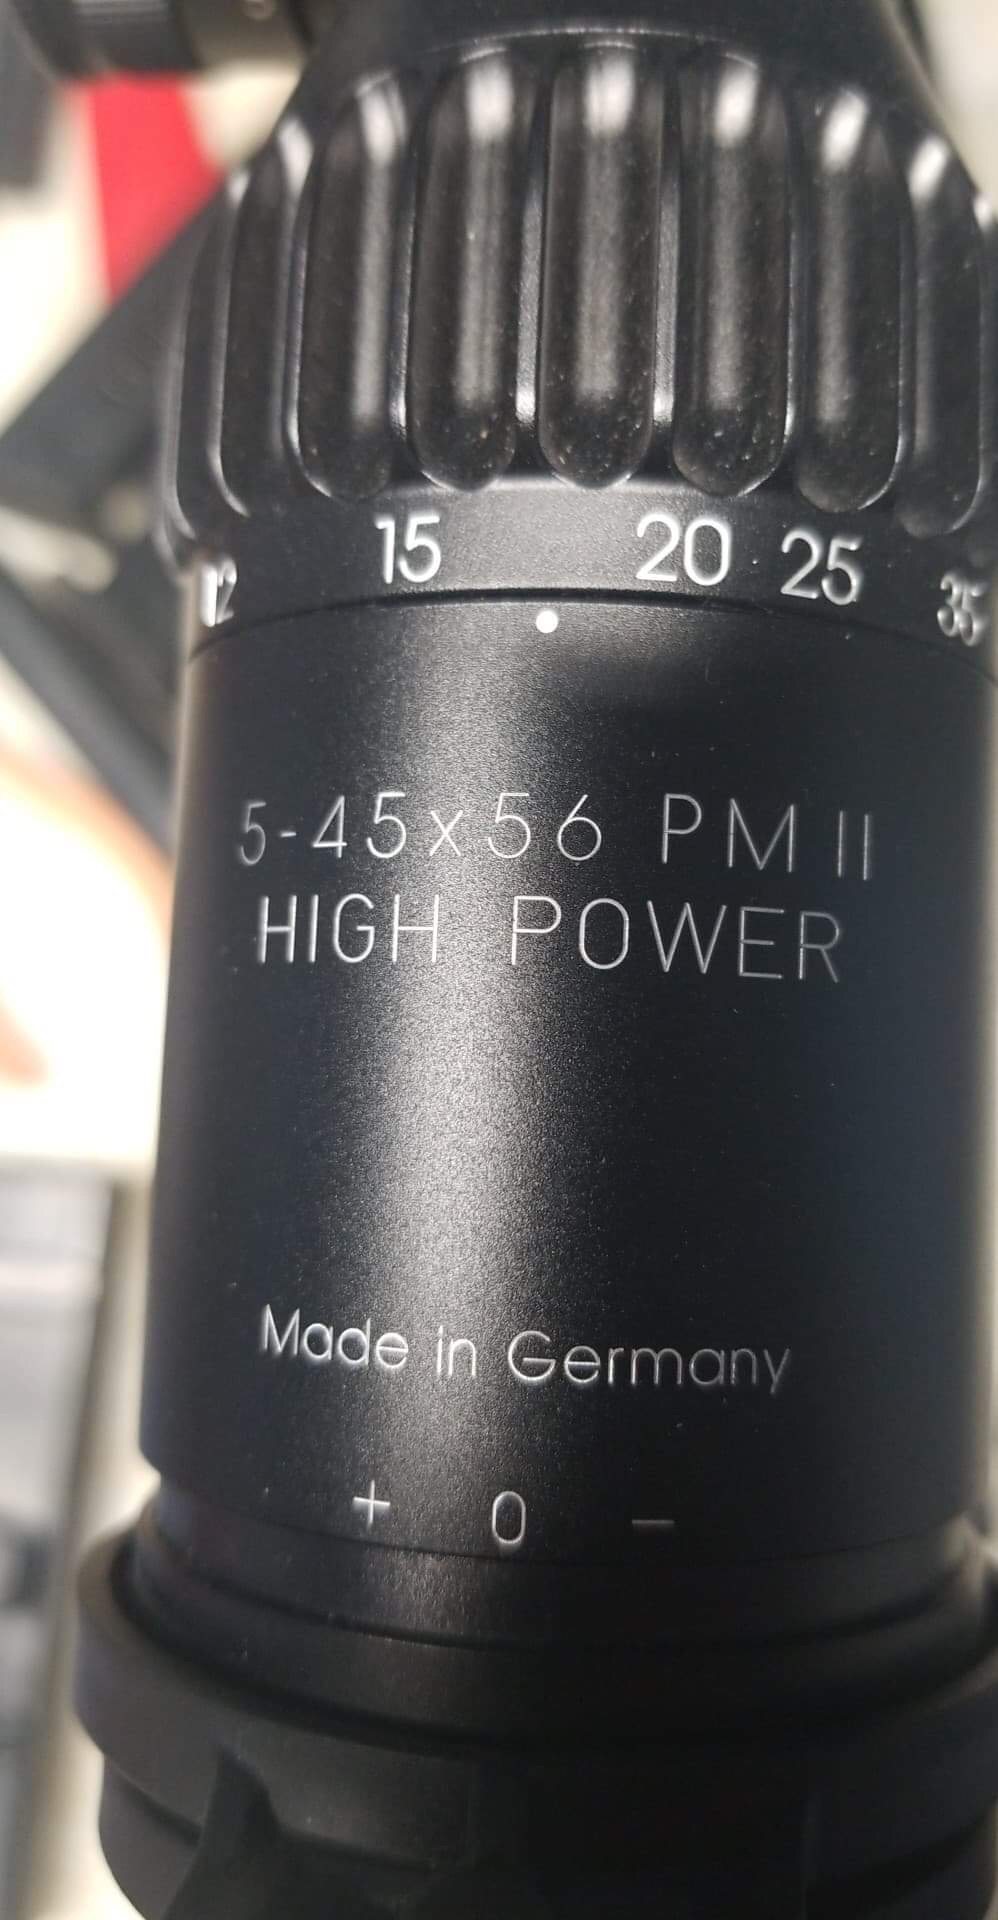 12 15 20 25 35
5-45x56 PM II
HIGH POWER
Made in Germany
+ 0 -